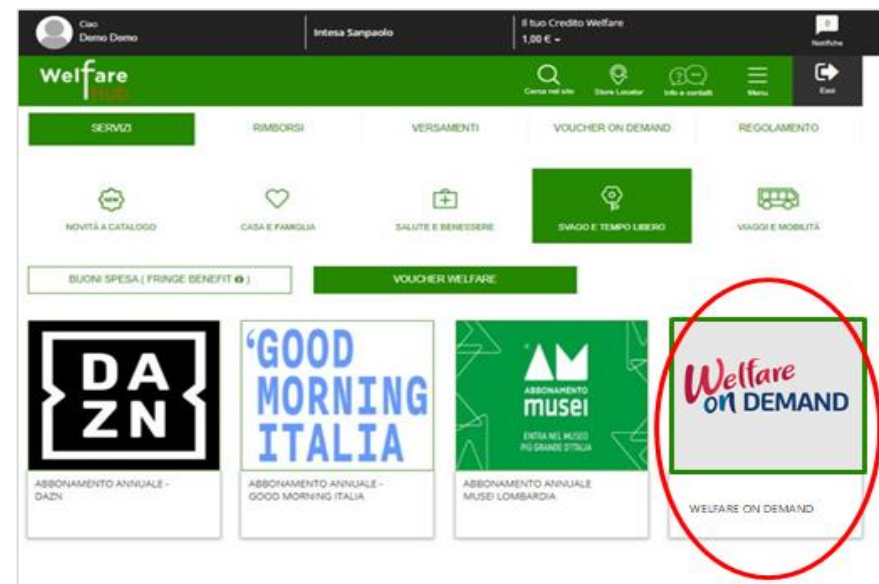 Ciao
Demo Demo
Intesa Sanpaolo
Il tuo Credito Welfare
1,00 €
0
Notifiche
Welfare
Hub
Cerca nel sito
Store Locator
Info e contatti
Menu
Esci
SERVIZI
RIMBORSI
VERSAMENTI
VOUCHER ON DEMAND
REGOLAMENTO
NEW
NOVITÀ A CATALOGO
CASA E FAMIGLIA
SALUTE E BENESSERE
SVAGO E TEMPO LIBERO
VIAGGI E MOBILITÀ
BUONI SPESA ( FRINGE BENEFIT )
VOUCHER WELFARE
DA
ZN
‘GOOD
MORNING
ITALIA
AM
ABBONAMENTO
musei
ENTRA NEL MUSEO
PIÙ GRANDE D'ITALIA
Welfare
on DEMAND
ABBONAMENTO ANNUALE -
DAZN
ABBONAMENTO ANNUALE -
GOOD MORNING ITALIA
ABBONAMENTO ANNUALE
MUSEI LOMBARDIA
WELFARE ON DEMAND